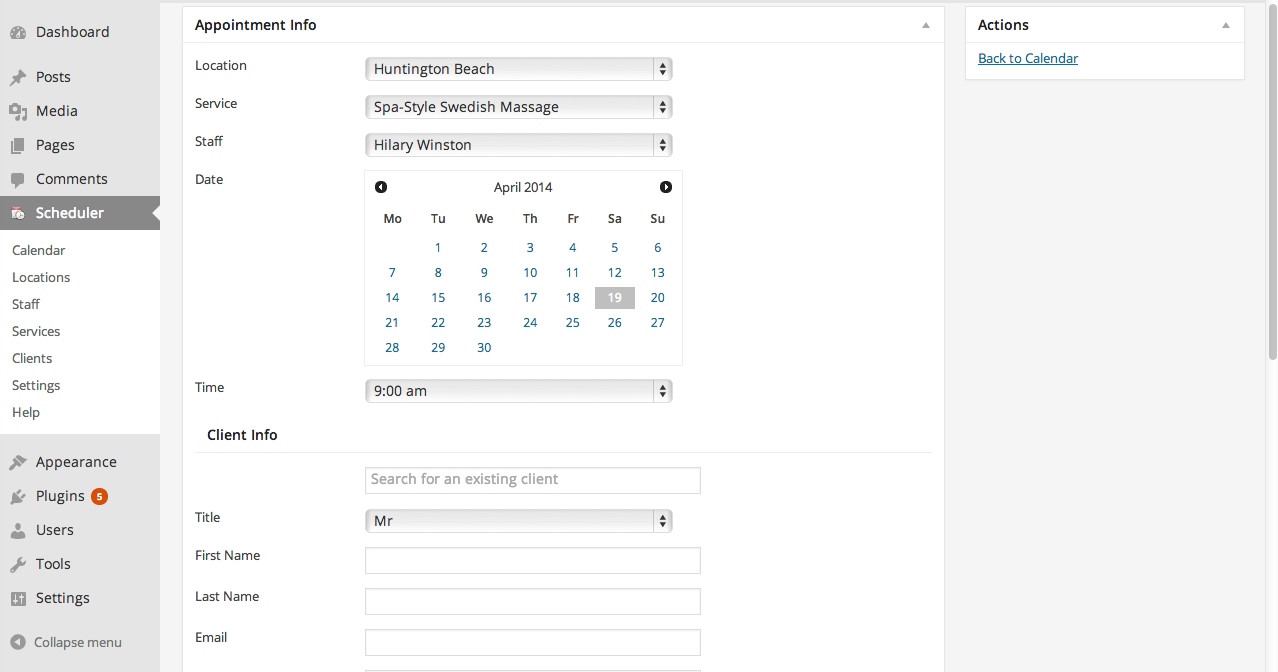 Dashboard
Posts
Media
Pages
Comments
Scheduler
Calendar
Locations
Staff
Services
Clients
Settings
Help
Appearance
Plugins 5
Users
Tools
Settings
Collapse menu
Appointment Info
Location Huntington Beach
Service Spa-Style Swedish Massage
Staff Hilary Winston
Date
April 2014
Mo Tu We Th Fr Sa Su
1 2 3 4 5 6
7 8 9 10 11 12 13
14 15 16 17 18 19 20
21 22 23 24 25 26 27
28 29 30
Time 9:00 am
Client Info
Search for an existing client
Title Mr
First Name
Last Name
Email
Actions
Back to Calendar